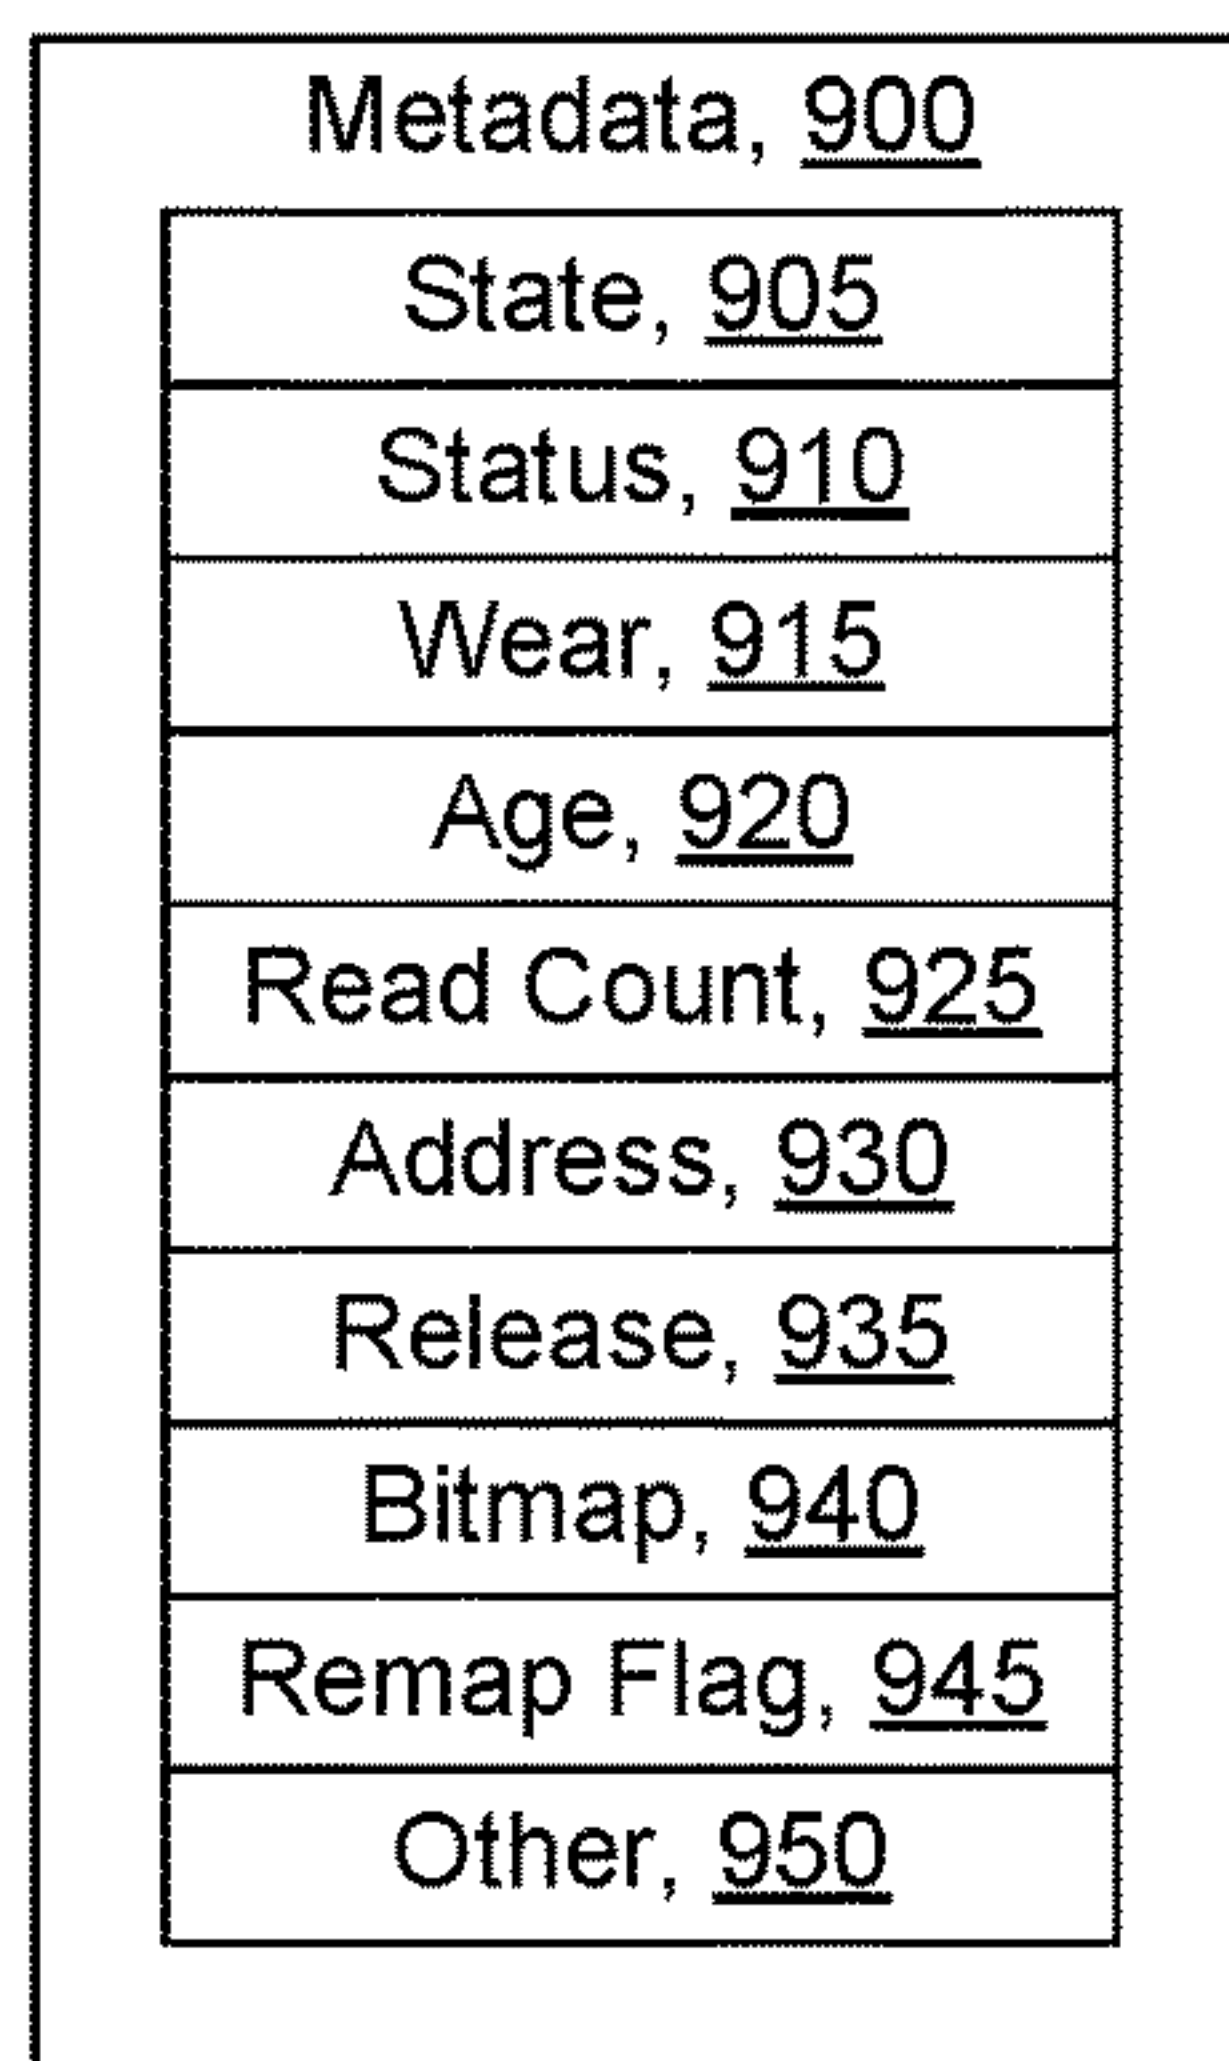 Metadata, 900
State, 905
Status, 910
Wear, 915
Age, 920
Read Count, 925
Address, 930
Release, 935
Bitmap, 940
Remap Flag, 945
Other, 950